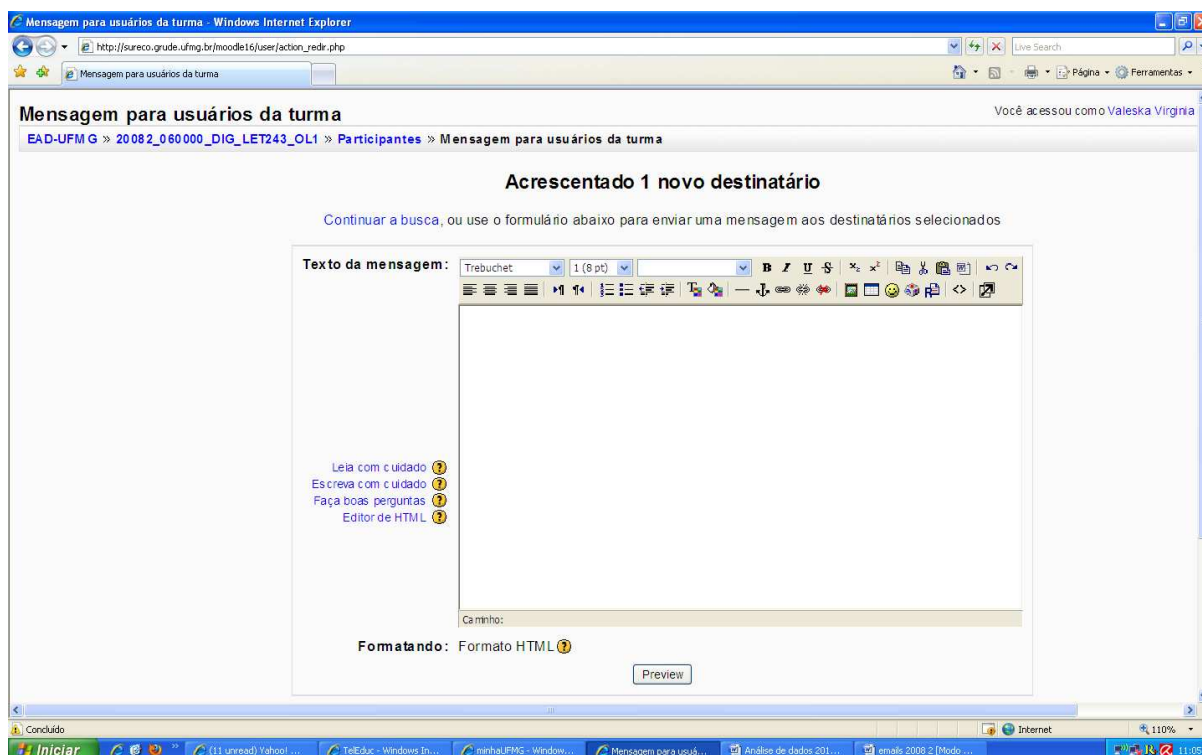 Mensagem para usuários da turma - Windows Internet Explorer
http://sureco.grude.ufmg.br/moodle16/user/action_redir.php
Live Search
Mensagem para usuários da turma
Página
Ferramentas
Mensagem para usuários da turma
Você acessou como Valeska Virginia
EAD-UFMG » 20082_060000_DIG_LET243_OL1 » Participantes » Mensagem para usuários da turma
Acrescentado 1 novo destinatário
Continuar a busca, ou use o formulário abaixo para enviar uma mensagem aos destinatários selecionados
Texto da mensagem:
Trebuchet 1 (8 pt) B I U S
Leia com cuidado
Escreva com cuidado
Faça boas perguntas
Editor de HTML
Caminho:
Formatando: Formato HTML
Preview
Concluído Internet 110%
Iniciar (11 unread) Yahoo! ... TelEduc - Windows In... minhaUFMG - Window... Mensagem para usuá... Análise de dados 201... emails 2008 2 [Modo ... 11:05